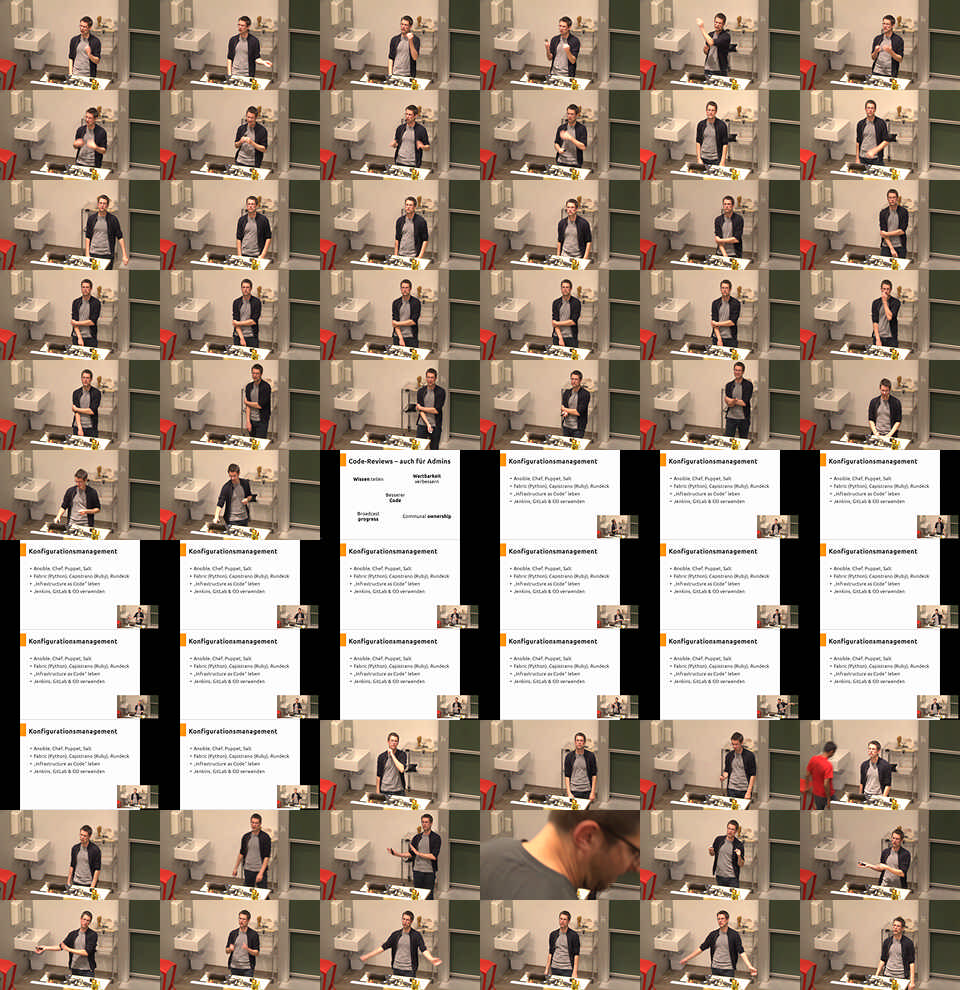 Code-Reviews – auch für Admins
Wissen teilen
Wartbarkeit
verbessern
Besserer
Code
Broadcast
progress
Communal ownership
Konfigurationsmanagement
• Ansible, Chef, Puppet, Salt
• Fabric (Python), Capistrano (Ruby), Rundeck
• „Infrastructure as Code“ leben
• Jenkins, GitLab & CO verwenden
Konfigurationsmanagement
• Ansible, Chef, Puppet, Salt
• Fabric (Python), Capistrano (Ruby), Rundeck
• „Infrastructure as Code“ leben
• Jenkins, GitLab & CO verwenden
Konfigurationsmanagement
• Ansible, Chef, Puppet, Salt
• Fabric (Python), Capistrano (Ruby), Rundeck
• „Infrastructure as Code“ leben
• Jenkins, GitLab & CO verwenden
Konfigurationsmanagement
• Ansible, Chef, Puppet, Salt
• Fabric (Python), Capistrano (Ruby), Rundeck
• „Infrastructure as Code“ leben
• Jenkins, GitLab & CO verwenden
Konfigurationsmanagement
• Ansible, Chef, Puppet, Salt
• Fabric (Python), Capistrano (Ruby), Rundeck
• „Infrastructure as Code“ leben
• Jenkins, GitLab & CO verwenden
Konfigurationsmanagement
• Ansible, Chef, Puppet, Salt
• Fabric (Python), Capistrano (Ruby), Rundeck
• „Infrastructure as Code“ leben
• Jenkins, GitLab & CO verwenden
Konfigurationsmanagement
• Ansible, Chef, Puppet, Salt
• Fabric (Python), Capistrano (Ruby), Rundeck
• „Infrastructure as Code“ leben
• Jenkins, GitLab & CO verwenden
Konfigurationsmanagement
• Ansible, Chef, Puppet, Salt
• Fabric (Python), Capistrano (Ruby), Rundeck
• „Infrastructure as Code“ leben
• Jenkins, GitLab & CO verwenden
Konfigurationsmanagement
• Ansible, Chef, Puppet, Salt
• Fabric (Python), Capistrano (Ruby), Rundeck
• „Infrastructure as Code“ leben
• Jenkins, GitLab & CO verwenden
Konfigurationsmanagement
• Ansible, Chef, Puppet, Salt
• Fabric (Python), Capistrano (Ruby), Rundeck
• „Infrastructure as Code“ leben
• Jenkins, GitLab & CO verwenden
Konfigurationsmanagement
• Ansible, Chef, Puppet, Salt
• Fabric (Python), Capistrano (Ruby), Rundeck
• „Infrastructure as Code“ leben
• Jenkins, GitLab & CO verwenden
Konfigurationsmanagement
• Ansible, Chef, Puppet, Salt
• Fabric (Python), Capistrano (Ruby), Rundeck
• „Infrastructure as Code“ leben
• Jenkins, GitLab & CO verwenden
Konfigurationsmanagement
• Ansible, Chef, Puppet, Salt
• Fabric (Python), Capistrano (Ruby), Rundeck
• „Infrastructure as Code“ leben
• Jenkins, GitLab & CO verwenden
Konfigurationsmanagement
• Ansible, Chef, Puppet, Salt
• Fabric (Python), Capistrano (Ruby), Rundeck
• „Infrastructure as Code“ leben
• Jenkins, GitLab & CO verwenden
Konfigurationsmanagement
• Ansible, Chef, Puppet, Salt
• Fabric (Python), Capistrano (Ruby), Rundeck
• „Infrastructure as Code“ leben
• Jenkins, GitLab & CO verwenden
Konfigurationsmanagement
• Ansible, Chef, Puppet, Salt
• Fabric (Python), Capistrano (Ruby), Rundeck
• „Infrastructure as Code“ leben
• Jenkins, GitLab & CO verwenden
Konfigurationsmanagement
• Ansible, Chef, Puppet, Salt
• Fabric (Python), Capistrano (Ruby), Rundeck
• „Infrastructure as Code“ leben
• Jenkins, GitLab & CO verwenden